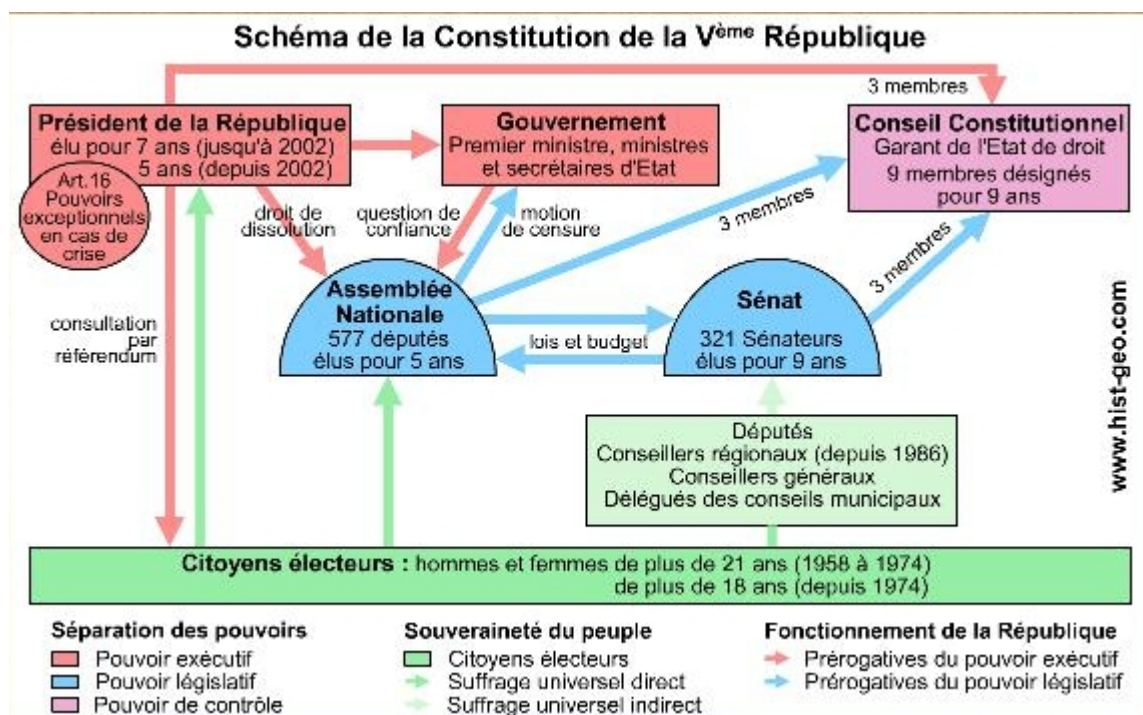 Schéma de la Constitution de la Vème République
3 membres
Président de la République
élu pour 7 ans (jusqu'à 2002)
5 ans (depuis 2002)
Art.16
Pouvoirs
exceptionnels
en cas de
crise
Gouvernement
Premier ministre, ministres
et secrétaires d'Etat
Conseil Constitutionnel
Garant de l'Etat de droit
9 membres désignés
pour 9 ans
droit de
dissolution
question de
confiance
motion
de censure
3 membres
3 membres
consultation
par
référendum
Assemblée
Nationale
577 députés
élus pour 5 ans
lois et budget
Sénat
321 Sénateurs
élus pour 9 ans
Députés
Conseillers régionaux (depuis 1986)
Conseillers généraux
Délégués des conseils municipaux
www.hist-geo.com
Citoyens électeurs : hommes et femmes de plus de 21 ans (1958 à 1974)
de plus de 18 ans (depuis 1974)
Séparation des pouvoirs
Pouvoir exécutif
Pouvoir législatif
Pouvoir de contrôle
Souveraineté du peuple
Citoyens électeurs
Suffrage universel direct
Suffrage universel indirect
Fonctionnement de la République
Prérogatives du pouvoir exécutif
Prérogatives du pouvoir législatif